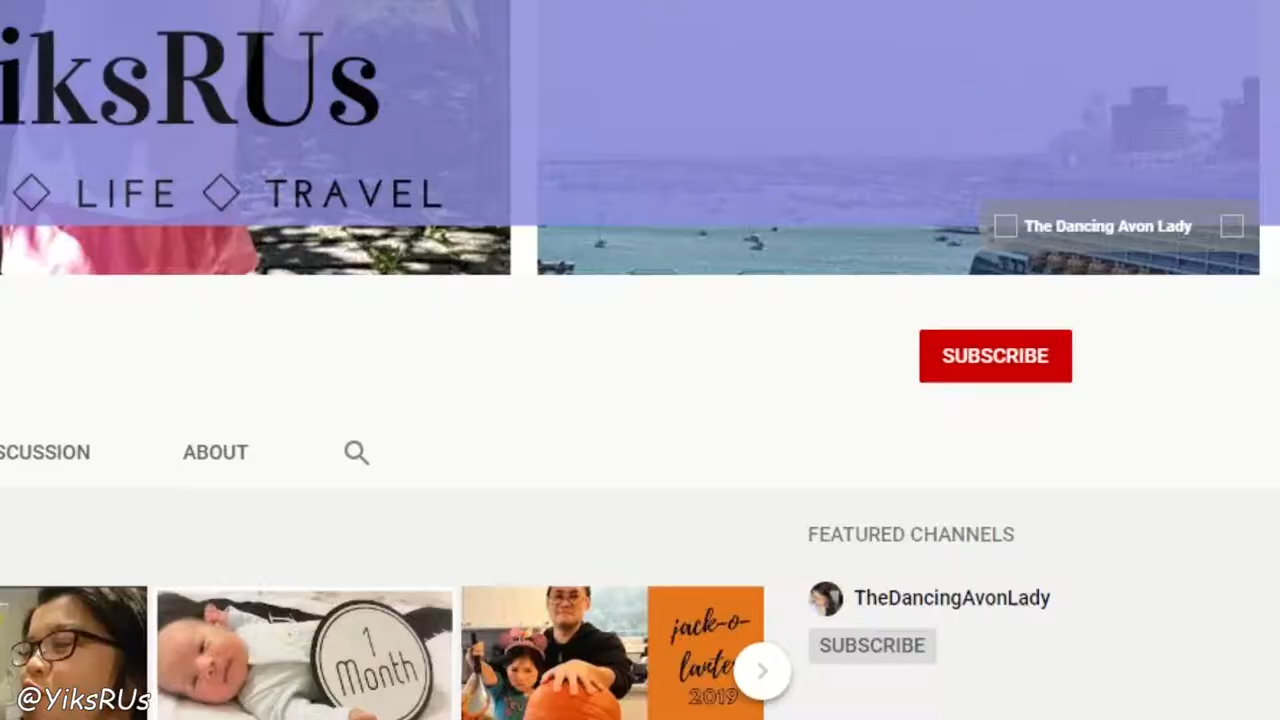 iksRUs
LIFE TRAVEL
The Dancing Avon Lady
SUBSCRIBE
SCUSSION ABOUT
FEATURED CHANNELS
TheDancingAvonLady
SUBSCRIBE
1
Month
jack-o-
lante
2019
@YiksRUs